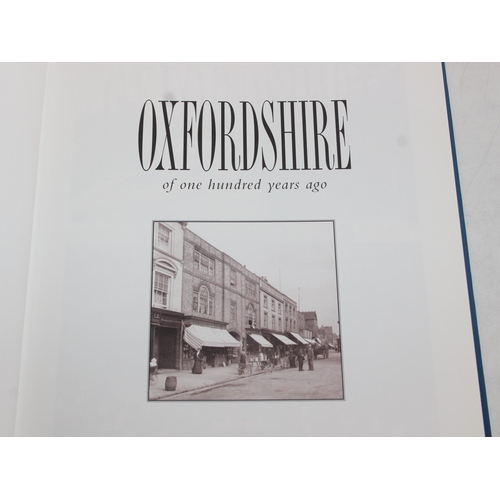 OXFORDSHIRE
of one hundred years ago